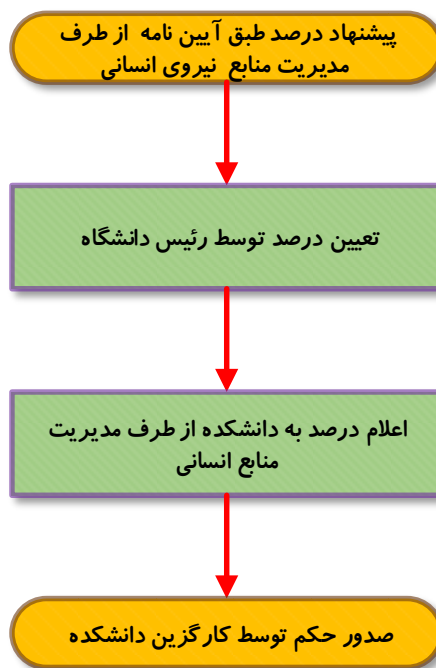 پیشنهاد درصد طبق آیین نامه از طرف
مدیریت منابع نیروی انسانی
تعیین درصد توسط رئیس دانشگاه
اعلام درصد به دانشکده از طرف مدیریت
منابع انسانی
صدور حکم توسط کارگزین دانشکده